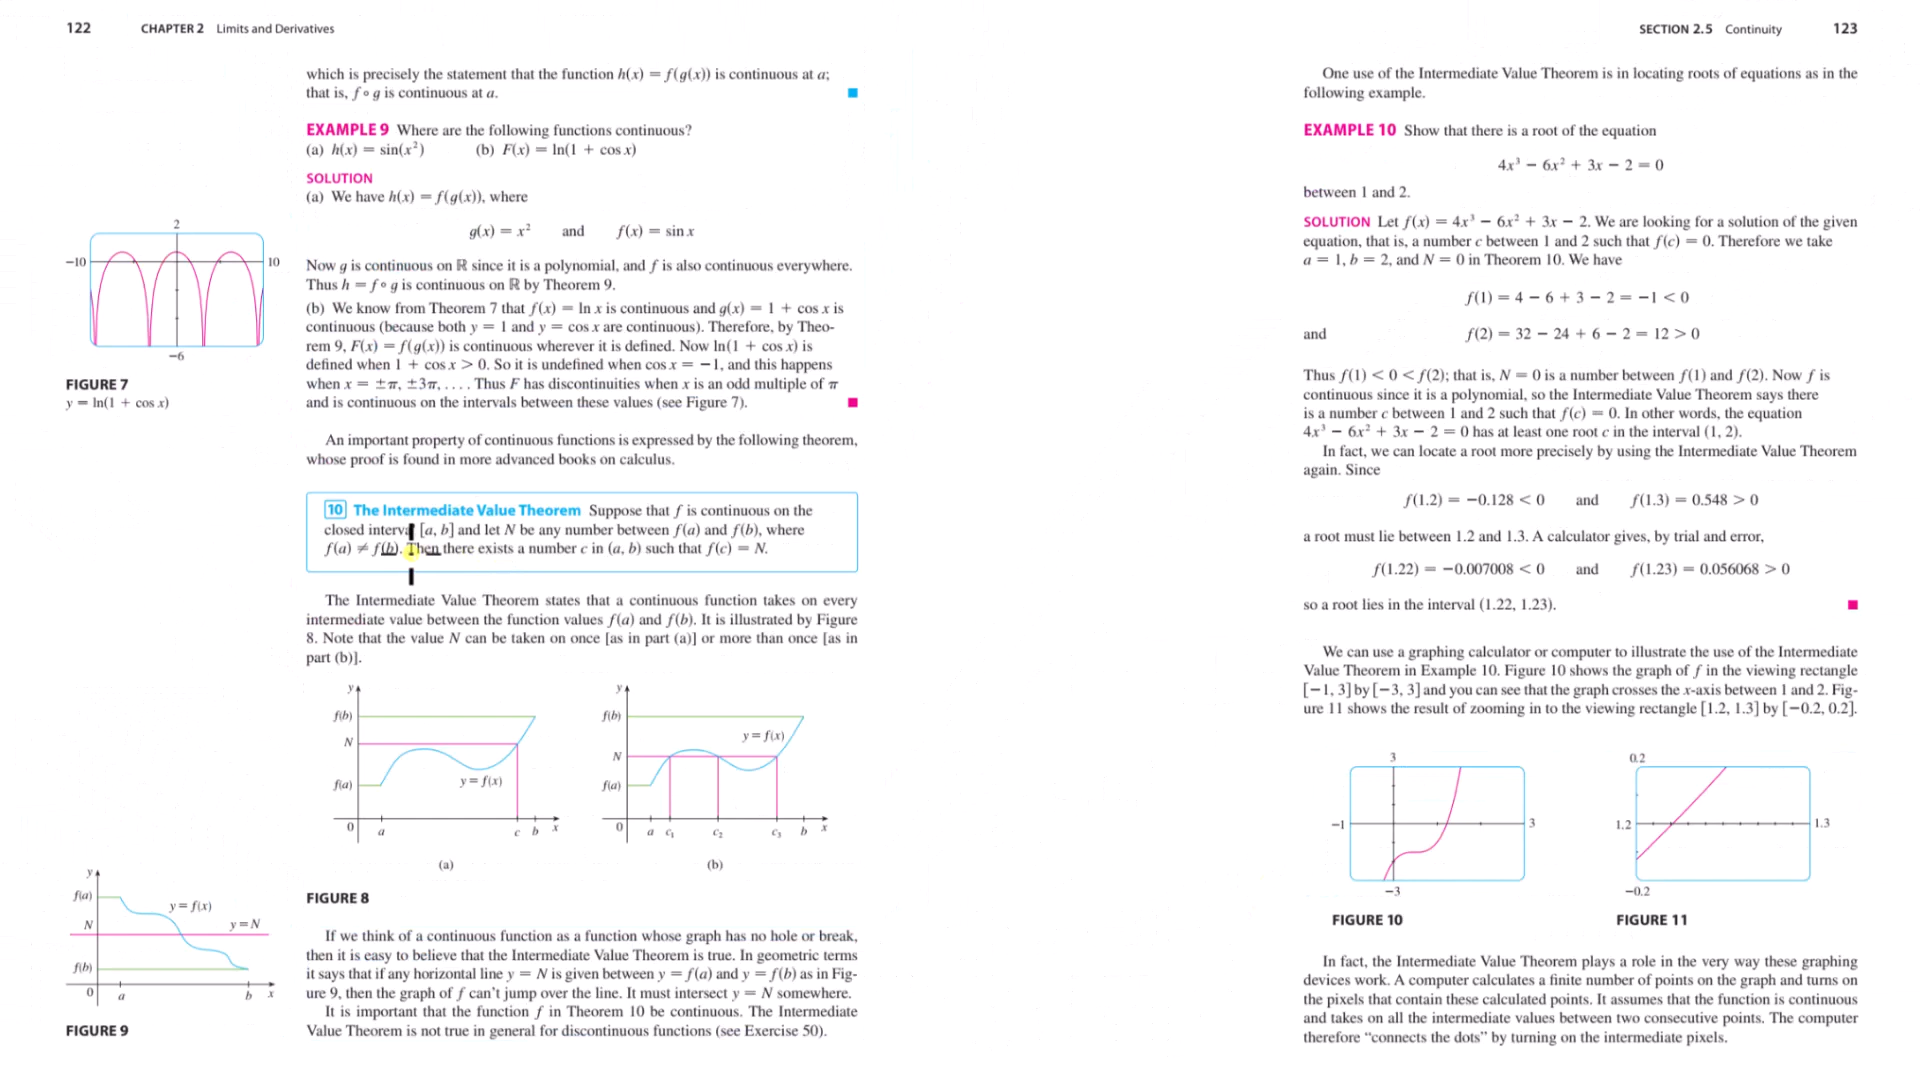 122 CHAPTER 2 Limits and Derivatives
which is precisely the statement that the function h(x) = f(g(x)) is continuous at a;
that is, f ∘ g is continuous at a.
EXAMPLE 9 Where are the following functions continuous?
(a) h(x) = sin(x²) (b) F(x) = ln(1 + cos x)
SOLUTION
(a) We have h(x) = f(g(x)), where
g(x) = x² and f(x) = sin x
Now g is continuous on ℝ since it is a polynomial, and f is also continuous everywhere.
Thus h = f ∘ g is continuous on ℝ by Theorem 9.
(b) We know from Theorem 7 that f(x) = ln x is continuous and g(x) = 1 + cos x is
continuous (because both y = 1 and y = cos x are continuous). Therefore, by Theo-
rem 9, F(x) = f(g(x)) is continuous wherever it is defined. Now ln(1 + cos x) is
defined when 1 + cos x > 0. So it is undefined when cos x = −1, and this happens
when x = ±π, ±3π, . . . . Thus F has discontinuities when x is an odd multiple of π
and is continuous on the intervals between these values (see Figure 7).
2
−10
10
−6
FIGURE 7
y = ln(1 + cos x)
An important property of continuous functions is expressed by the following theorem,
whose proof is found in more advanced books on calculus.
10 The Intermediate Value Theorem Suppose that f is continuous on the
closed interval [a, b] and let N be any number between f(a) and f(b), where
f(a) ≠ f(b). Then there exists a number c in (a, b) such that f(c) = N.
The Intermediate Value Theorem states that a continuous function takes on every
intermediate value between the function values f(a) and f(b). It is illustrated by Figure
8. Note that the value N can be taken on once [as in part (a)] or more than once [as in
part (b)].
y
f(b)
N
f(a)
y = f(x)
0
a
c
b
x
(a)
y
f(b)
y = f(x)
N
f(a)
0
a
c₁
c₂
c₃
b
x
(b)
FIGURE 8
y
f(a)
y = f(x)
N
y = N
f(b)
0
a
b
x
FIGURE 9
If we think of a continuous function as a function whose graph has no hole or break,
then it is easy to believe that the Intermediate Value Theorem is true. In geometric terms
it says that if any horizontal line y = N is given between y = f(a) and y = f(b) as in Fig-
ure 9, then the graph of f can't jump over the line. It must intersect y = N somewhere.
It is important that the function f in Theorem 10 be continuous. The Intermediate
Value Theorem is not true in general for discontinuous functions (see Exercise 50).
SECTION 2.5 Continuity 123
One use of the Intermediate Value Theorem is in locating roots of equations as in the
following example.
EXAMPLE 10 Show that there is a root of the equation
4x³ − 6x² + 3x − 2 = 0
between 1 and 2.
SOLUTION Let f(x) = 4x³ − 6x² + 3x − 2. We are looking for a solution of the given
equation, that is, a number c between 1 and 2 such that f(c) = 0. Therefore we take
a = 1, b = 2, and N = 0 in Theorem 10. We have
f(1) = 4 − 6 + 3 − 2 = −1 < 0
and f(2) = 32 − 24 + 6 − 2 = 12 > 0
Thus f(1) < 0 < f(2); that is, N = 0 is a number between f(1) and f(2). Now f is
continuous since it is a polynomial, so the Intermediate Value Theorem says there
is a number c between 1 and 2 such that f(c) = 0. In other words, the equation
4x³ − 6x² + 3x − 2 = 0 has at least one root c in the interval (1, 2).
In fact, we can locate a root more precisely by using the Intermediate Value Theorem
again. Since
f(1.2) = −0.128 < 0 and f(1.3) = 0.548 > 0
a root must lie between 1.2 and 1.3. A calculator gives, by trial and error,
f(1.22) = −0.007008 < 0 and f(1.23) = 0.056068 > 0
so a root lies in the interval (1.22, 1.23).
We can use a graphing calculator or computer to illustrate the use of the Intermediate
Value Theorem in Example 10. Figure 10 shows the graph of f in the viewing rectangle
[−1, 3] by [−3, 3] and you can see that the graph crosses the x-axis between 1 and 2. Fig-
ure 11 shows the result of zooming in to the viewing rectangle [1.2, 1.3] by [−0.2, 0.2].
3
−1
3
−3
FIGURE 10
0.2
1.2
1.3
−0.2
FIGURE 11
In fact, the Intermediate Value Theorem plays a role in the very way these graphing
devices work. A computer calculates a finite number of points on the graph and turns on
the pixels that contain these calculated points. It assumes that the function is continuous
and takes on all the intermediate values between two consecutive points. The computer
therefore "connects the dots" by turning on the intermediate pixels.